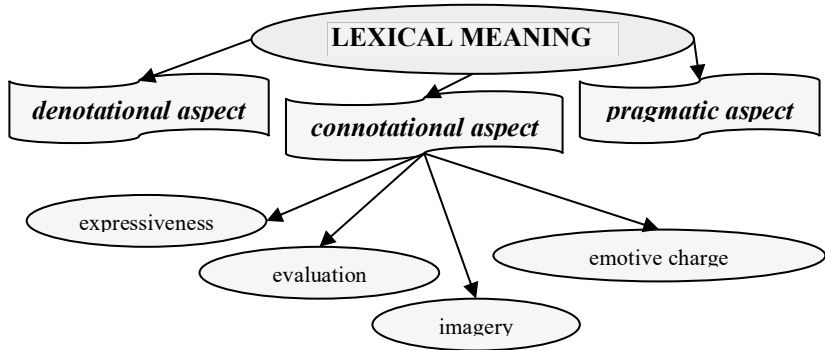 LEXICAL MEANING
denotational aspect
connotational aspect
pragmatic aspect
expressiveness
evaluation
imagery
emotive charge